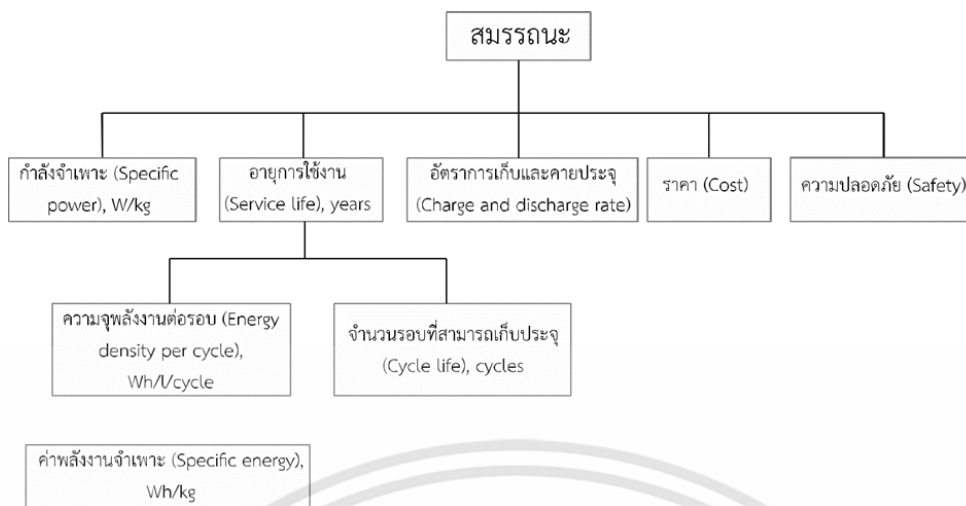 สมรรถนะ
กำลังจำเพาะ (Specific
power), W/kg
อายุการใช้งาน
(Service life), years
อัตราการเก็บและคายประจุ
(Charge and discharge rate)
ราคา (Cost)
ความปลอดภัย (Safety)
ความจุพลังงานต่อรอบ (Energy
density per cycle),
Wh/l/cycle
จำนวนรอบที่สามารถเก็บประจุ
(Cycle life), cycles
ค่าพลังงานจำเพาะ (Specific energy),
Wh/kg